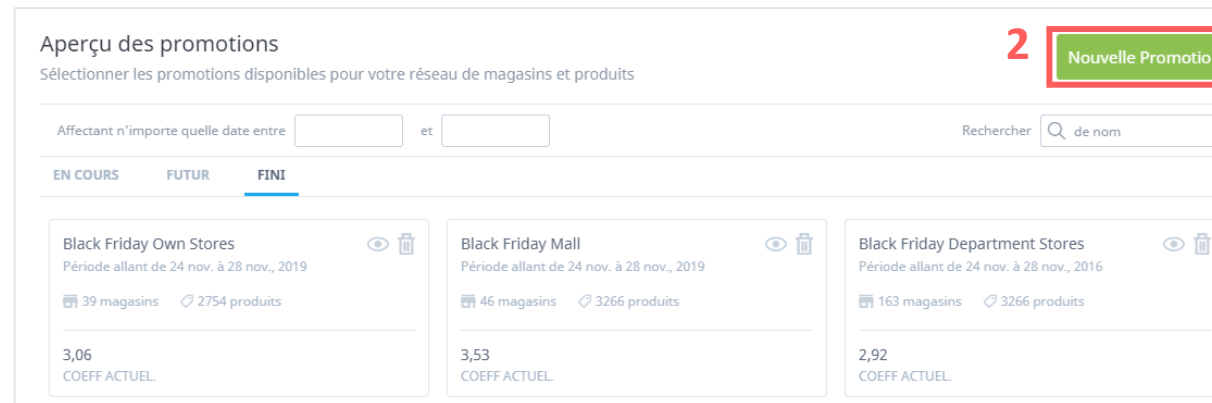 Aperçu des promotions
2
Nouvelle Promotio
Sélectionner les promotions disponibles pour votre réseau de magasins et produits
Affectant n'importe quelle date entre et
Rechercher de nom
EN COURS FUTUR FINI
Black Friday Own Stores
Période allant de 24 nov. à 28 nov., 2019
39 magasins 2754 produits
3,06
COEFF ACTUEL.
Black Friday Mall
Période allant de 24 nov. à 28 nov., 2019
46 magasins 3266 produits
3,53
COEFF ACTUEL.
Black Friday Department Stores
Période allant de 24 nov. à 28 nov., 2016
163 magasins 3266 produits
2,92
COEFF ACTUEL.